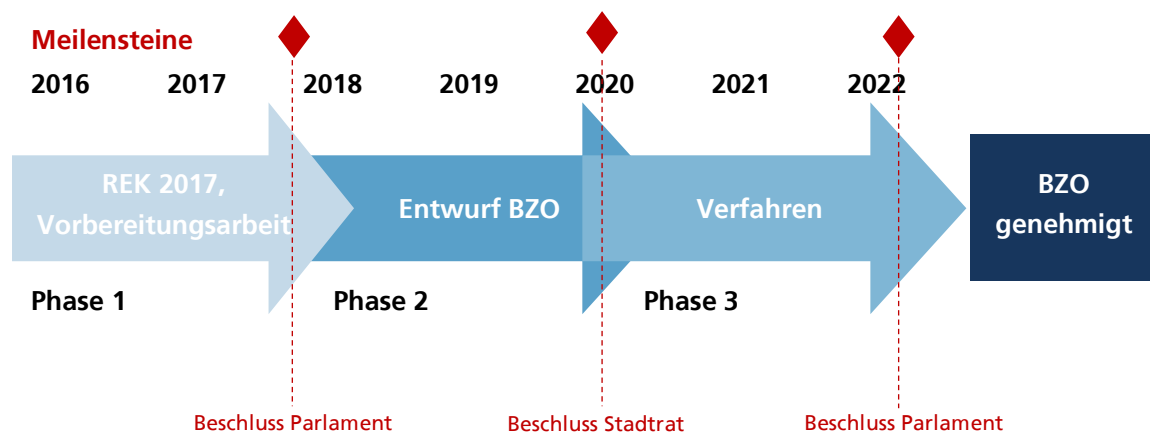 Meilensteine
2016 2017 2018 2019 2020 2021 2022
REK 2017,
Vorbereitungsarbeit
Entwurf BZO
Verfahren
BZO
genehmigt
Phase 1 Phase 2 Phase 3
Beschluss Parlament Beschluss Stadtrat Beschluss Parlament